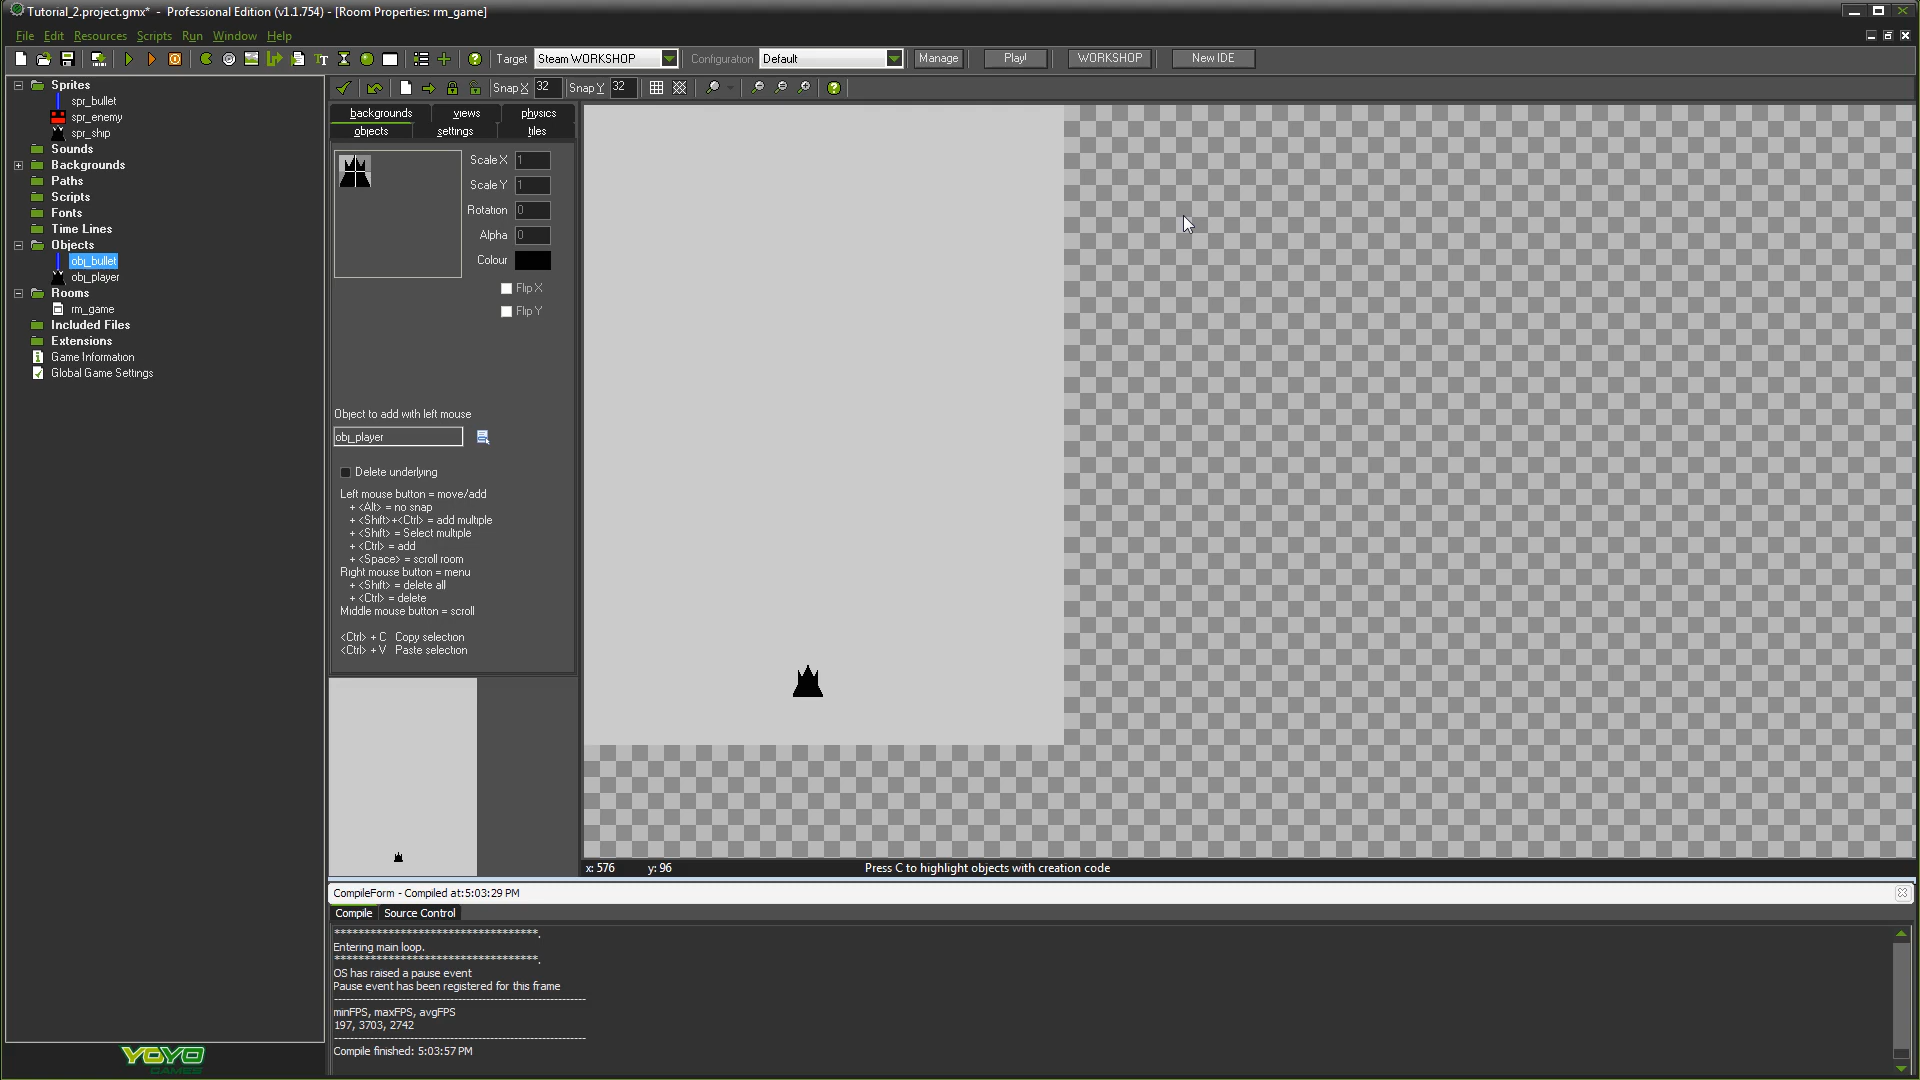 Tutorial_2.project.gmx* - Professional Edition (v1.1.754) - [Room Properties: rm_game]
File Edit Resources Scripts Run Window Help
Target Steam WORKSHOP Configuration Default Manage Play! WORKSHOP New IDE
Snap X 32 Snap Y 32
Sprites
spr_bullet
spr_enemy
spr_ship
Sounds
Backgrounds
Paths
Scripts
Fonts
Time Lines
Objects
obj_bullet
obj_player
Rooms
rm_game
Included Files
Extensions
Game Information
Global Game Settings
YOYO
GAMES
backgrounds views physics
objects settings tiles
Scale X 1
Scale Y 1
Rotation 0
Alpha 0
Colour
Flip X
Flip Y
Object to add with left mouse
obj_player
Delete underlying
Left mouse button = move/add
+ <Alt> = no snap
+ <Shift>+<Ctrl> = add multiple
+ <Shift> = Select multiple
+ <Ctrl> = add
+ <Space> = scroll room
Right mouse button = menu
+ <Shift> = delete all
+ <Ctrl> = delete
Middle mouse button = scroll
<Ctrl> + C Copy selection
<Ctrl> + V Paste selection
x: 576 y: 96 Press C to highlight objects with creation code
CompileForm - Compiled at:5:03:29 PM
Compile Source Control
***********************************.
Entering main loop.
***********************************.
OS has raised a pause event
Pause event has been registered for this frame
---------------------------------------------------------------
minFPS, maxFPS, avgFPS
197, 3703, 2742
---------------------------------------------------------------
Compile finished: 5:03:57 PM